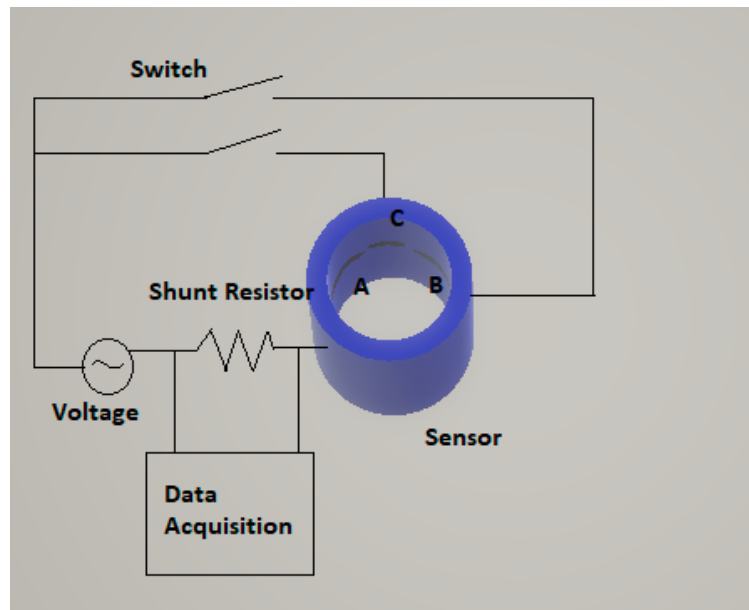 Switch
C
A
B
Shunt Resistor
Voltage
Sensor
Data
Acquisition